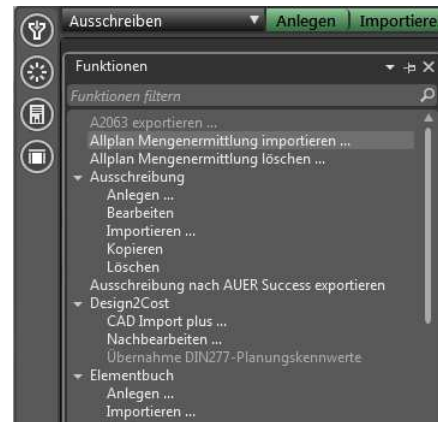 Ausschreiben Anlegen Importiere
Funktionen
Funktionen filtern
A2063 exportieren ...
Allplan Mengenermittlung importieren ...
Allplan Mengenermittlung löschen ...
Ausschreibung
Anlegen ...
Bearbeiten
Importieren ...
Kopieren
Löschen
Ausschreibung nach AUER Success exportieren
Design2Cost
CAD Import plus ...
Nachbearbeiten ...
Übernahme DIN277-Planungskennwerte
Elementbuch
Anlegen ...
Importieren ...